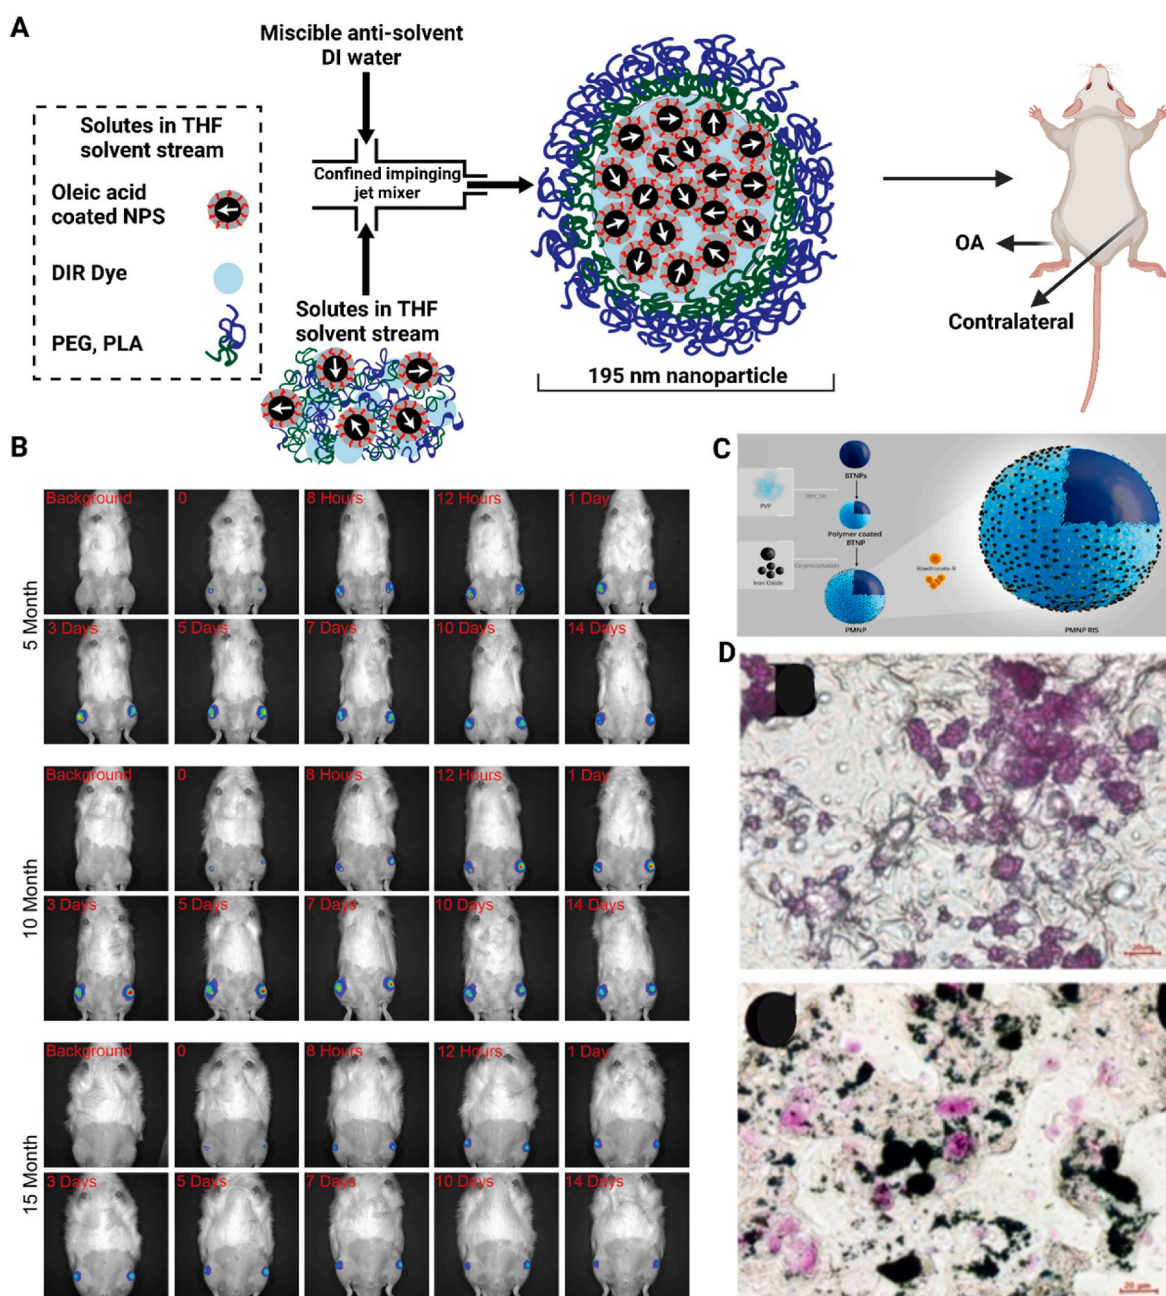 A
Miscible anti-solvent
DI water
Solutes in THF
solvent stream
Oleic acid
coated NPS
DIR Dye
PEG, PLA
Confined impinging
jet mixer
Solutes in THF
solvent stream
195 nm nanoparticle
OA
Contralateral
B
5 Month
Background
0
8 Hours
12 Hours
1 Day
3 Days
5 Days
7 Days
10 Days
14 Days
10 Month
Background
0
8 Hours
12 Hours
1 Day
3 Days
5 Days
7 Days
10 Days
14 Days
15 Month
Background
0
8 Hours
12 Hours
1 Day
3 Days
5 Days
7 Days
10 Days
14 Days
C
BTNPs
PVP
Polymer coated
BTNP
Iron Oxide
Co-precipitation
Risedronate-R
PMNP
PMNP RIS
D
20 µm